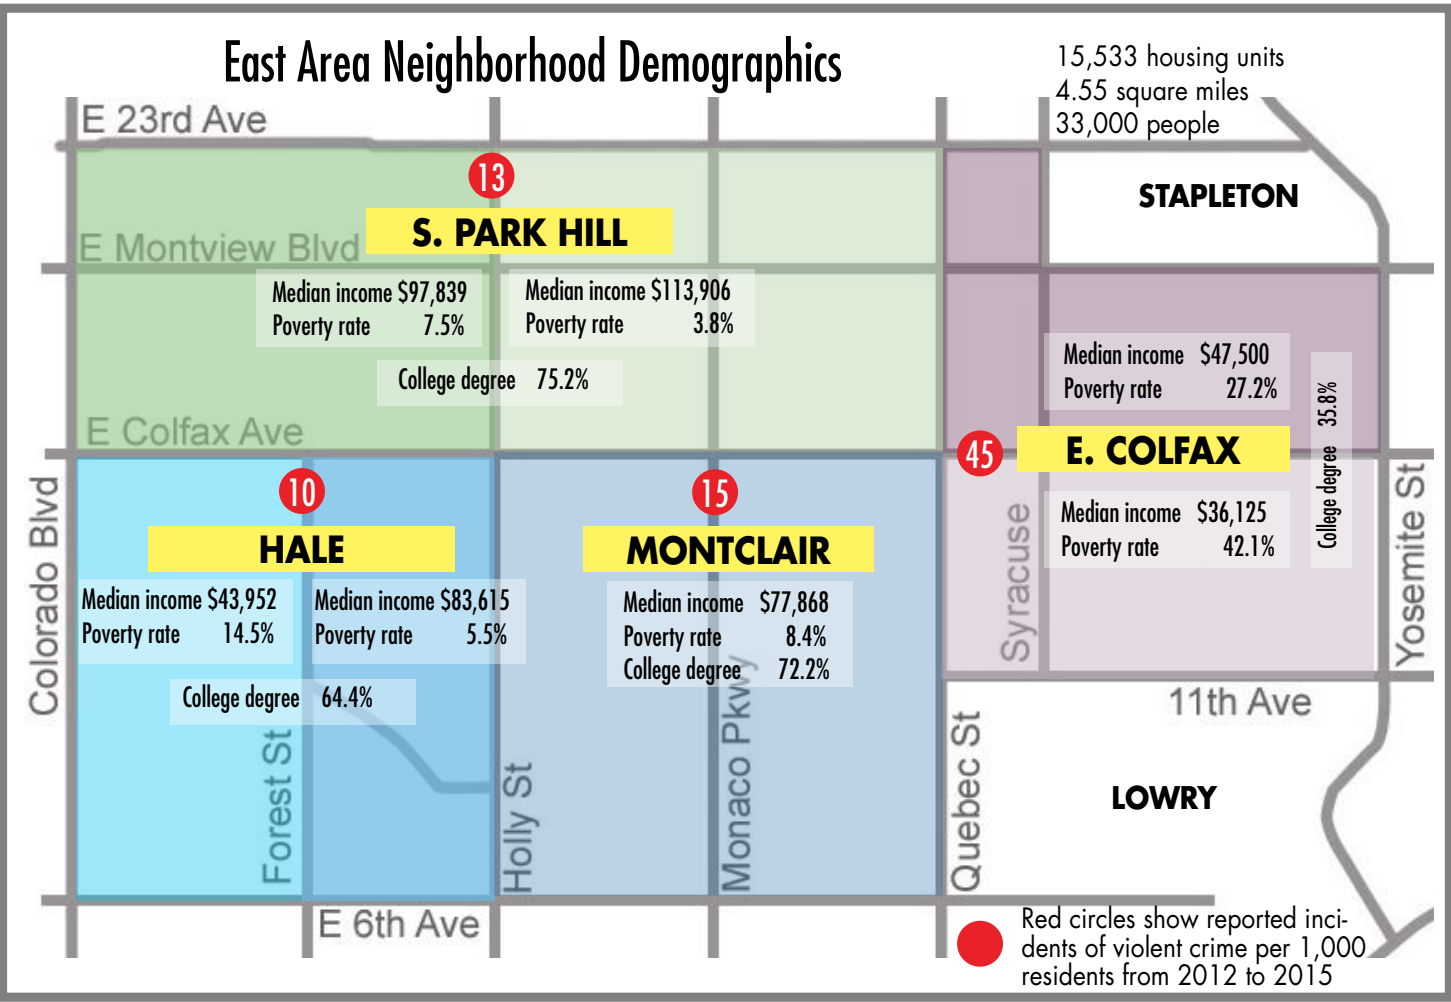 East Area Neighborhood Demographics
15,533 housing units
4.55 square miles
33,000 people
E 23rd Ave
13
STAPLETON
S. PARK HILL
E Montview Blvd
Median income $97,839
Poverty rate 7.5%
Median income $113,906
Poverty rate 3.8%
College degree 75.2%
Median income $47,500
Poverty rate 27.2%
College degree 35.8%
E Colfax Ave
45
E. COLFAX
Median income $36,125
Poverty rate 42.1%
10
HALE
Median income $43,952
Poverty rate 14.5%
Median income $83,615
Poverty rate 5.5%
College degree 64.4%
15
MONTCLAIR
Median income $77,868
Poverty rate 8.4%
College degree 72.2%
Colorado Blvd
Forest St
Holly St
Monaco Pkwy
Quebec St
Syracuse
Yosemite St
11th Ave
LOWRY
E 6th Ave
Red circles show reported inci-
dents of violent crime per 1,000
residents from 2012 to 2015